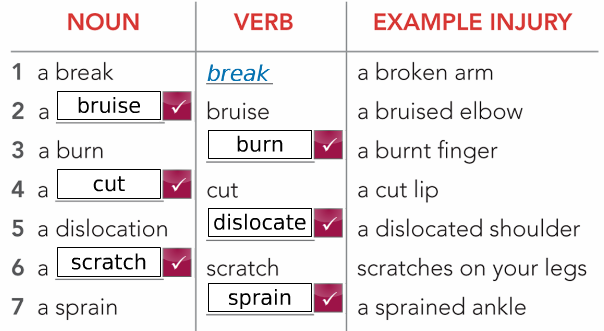 NOUN VERB EXAMPLE INJURY
1 a break break a broken arm
2 a bruise bruise a bruised elbow
3 a burn burn a burnt finger
4 a cut cut a cut lip
5 a dislocation dislocate a dislocated shoulder
6 a scratch scratch scratches on your legs
7 a sprain sprain a sprained ankle